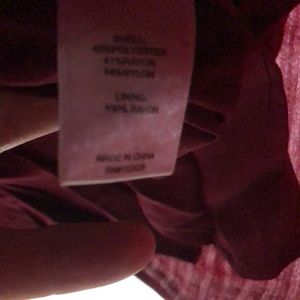 SHELL:
45%POLYESTER
41%RAYON
14%NYLON
LINING:
100% RAYON
MADE IN CHINA